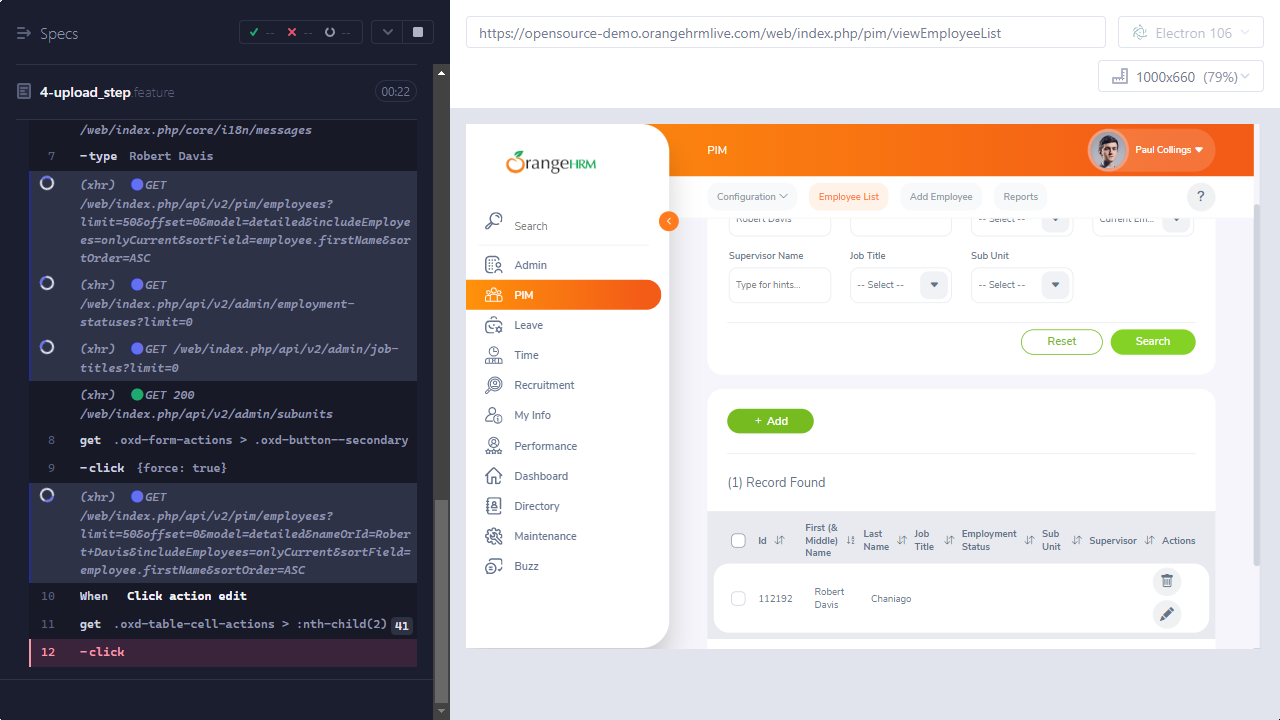 Specs
--
--
--
https://opensource-demo.orangehrmlive.com/web/index.php/pim/viewEmployeeList
Electron 106
1000x660 (79%)
4-upload_step.feature
00:22
/web/index.php/core/i18n/messages
7 -type Robert Davis
(xhr) GET
/web/index.php/api/v2/pim/employees?
limit=50&offset=0&model=detailed&includeEmploye
es=onlyCurrent&sortField=employee.firstName&sor
tOrder=ASC
(xhr) GET
/web/index.php/api/v2/admin/employment-
statuses?limit=0
(xhr) GET /web/index.php/api/v2/admin/job-
titles?limit=0
(xhr) GET 200
/web/index.php/api/v2/admin/subunits
8 get .oxd-form-actions > .oxd-button--secondary
9 -click {force: true}
(xhr) GET
/web/index.php/api/v2/pim/employees?
limit=50&offset=0&model=detailed&nameOrId=Rober
t+Davis&includeEmployees=onlyCurrent&sortField=
employee.firstName&sortOrder=ASC
10 When Click action edit
11 get .oxd-table-cell-actions > :nth-child(2) 41
12 -click
OrangeHRM
Search
Admin
PIM
Leave
Time
Recruitment
My Info
Performance
Dashboard
Directory
Maintenance
Buzz
PIM
Paul Collings
Configuration
Employee List
Add Employee
Reports
?
Robert Davis
-- Select --
Current Em...
Supervisor Name
Job Title
Sub Unit
Type for hints...
-- Select --
-- Select --
Reset
Search
+ Add
(1) Record Found
Id
First (& Middle) Name
Last Name
Job Title
Employment Status
Sub Unit
Supervisor
Actions
112192
Robert Davis
Chaniago